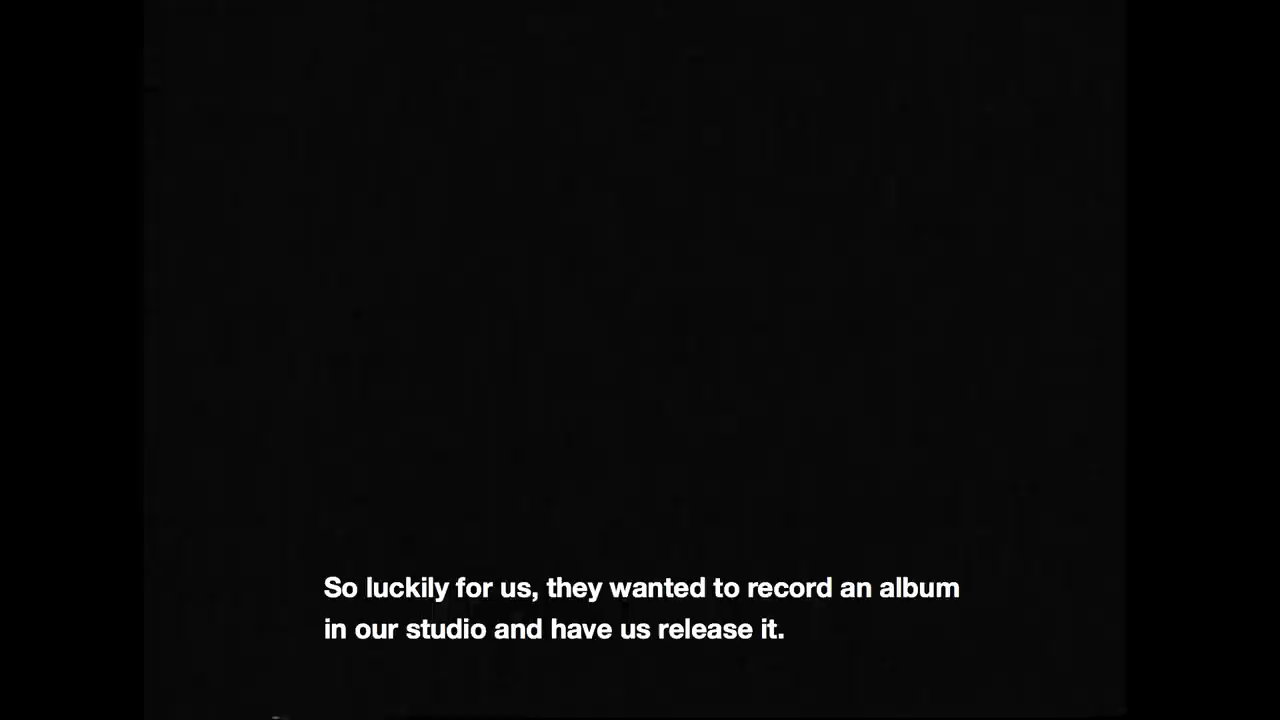 So luckily for us, they wanted to record an album
in our studio and have us release it.